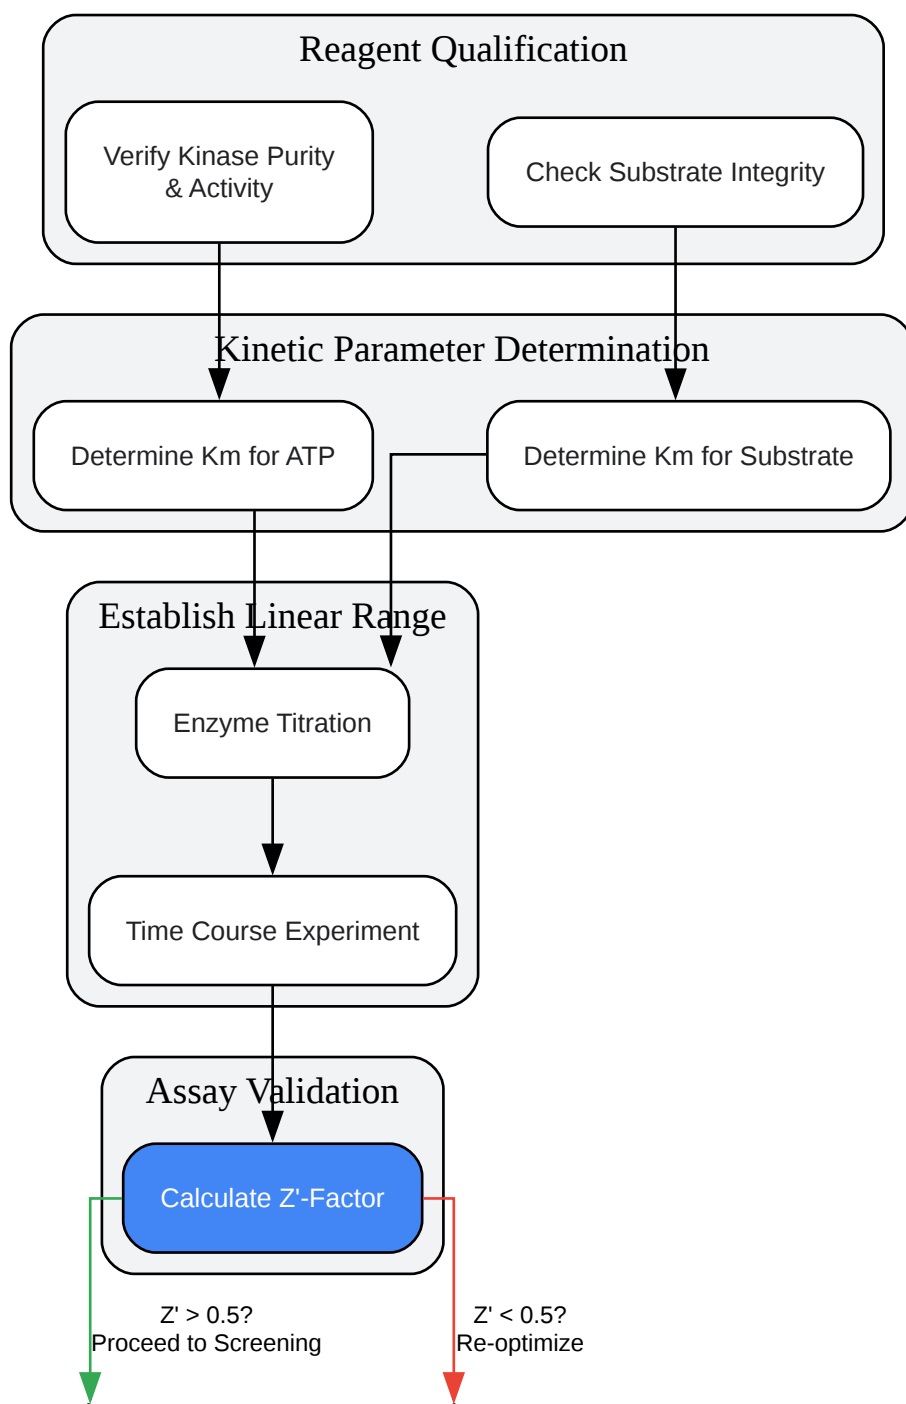 Reagent Qualification
Verify Kinase Purity
& Activity
Check Substrate Integrity
Kinetic Parameter Determination
Determine Km for ATP
Determine Km for Substrate
Establish Linear Range
Enzyme Titration
Time Course Experiment
Assay Validation
Calculate Z'-Factor
Z' > 0.5?
Proceed to Screening
Z' < 0.5?
Re-optimize